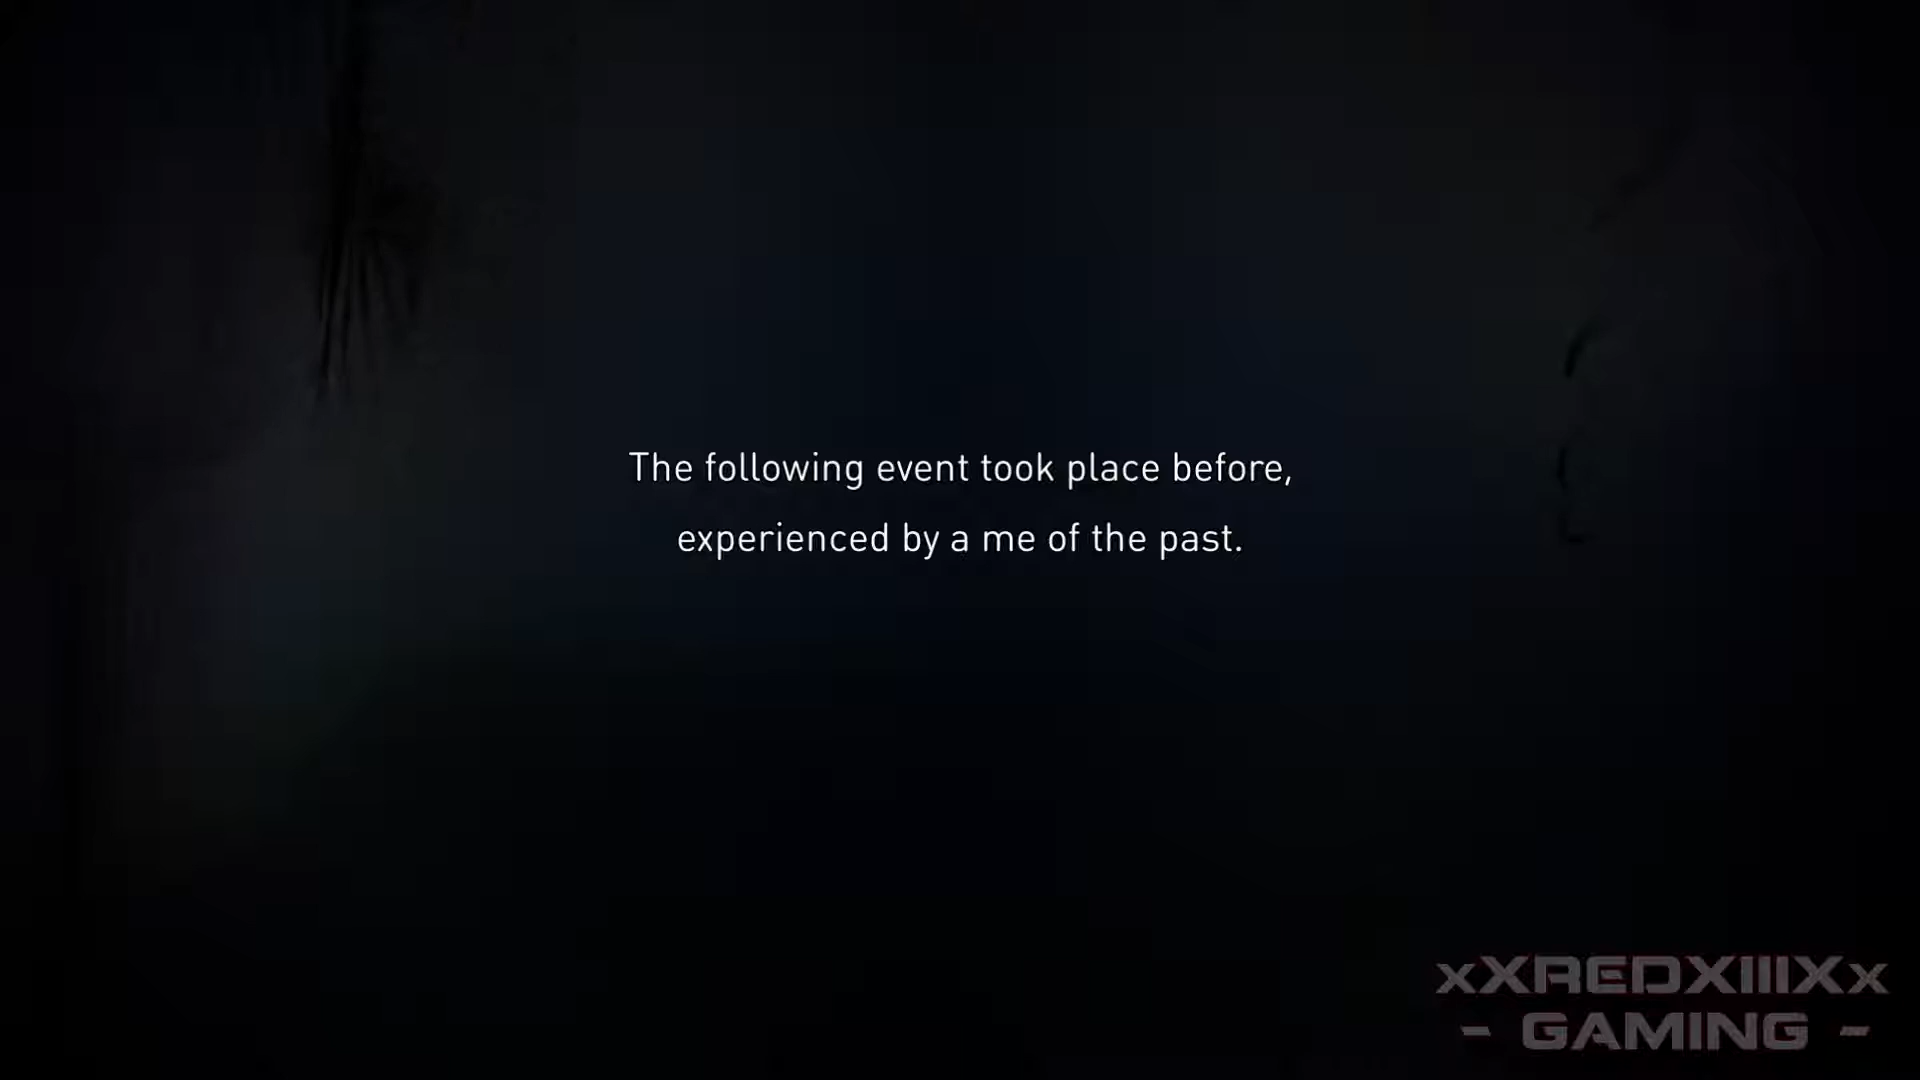 The following event took place before,
experienced by a me of the past.
xXREDXIIIXx
- GAMING -